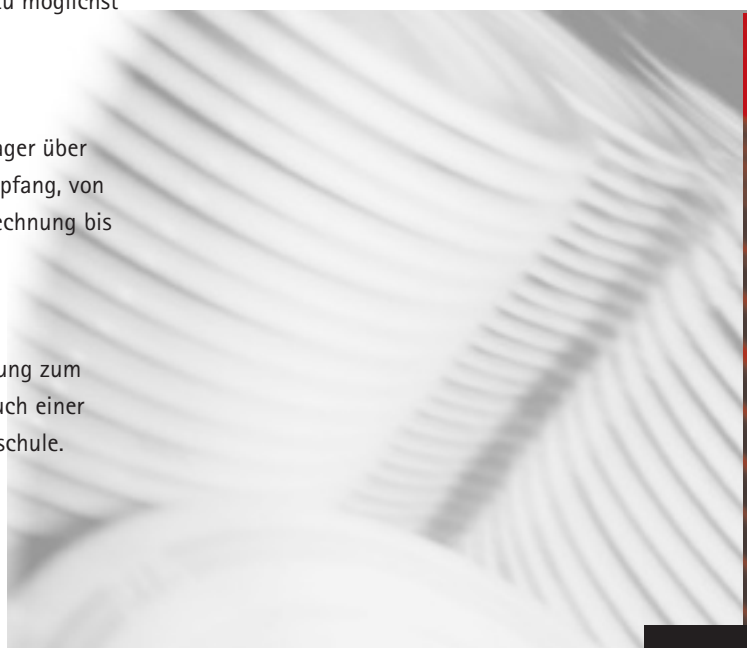 zu möglichst
nger über
pfang, von
echnung bis
ung zum
uch einer
schule.